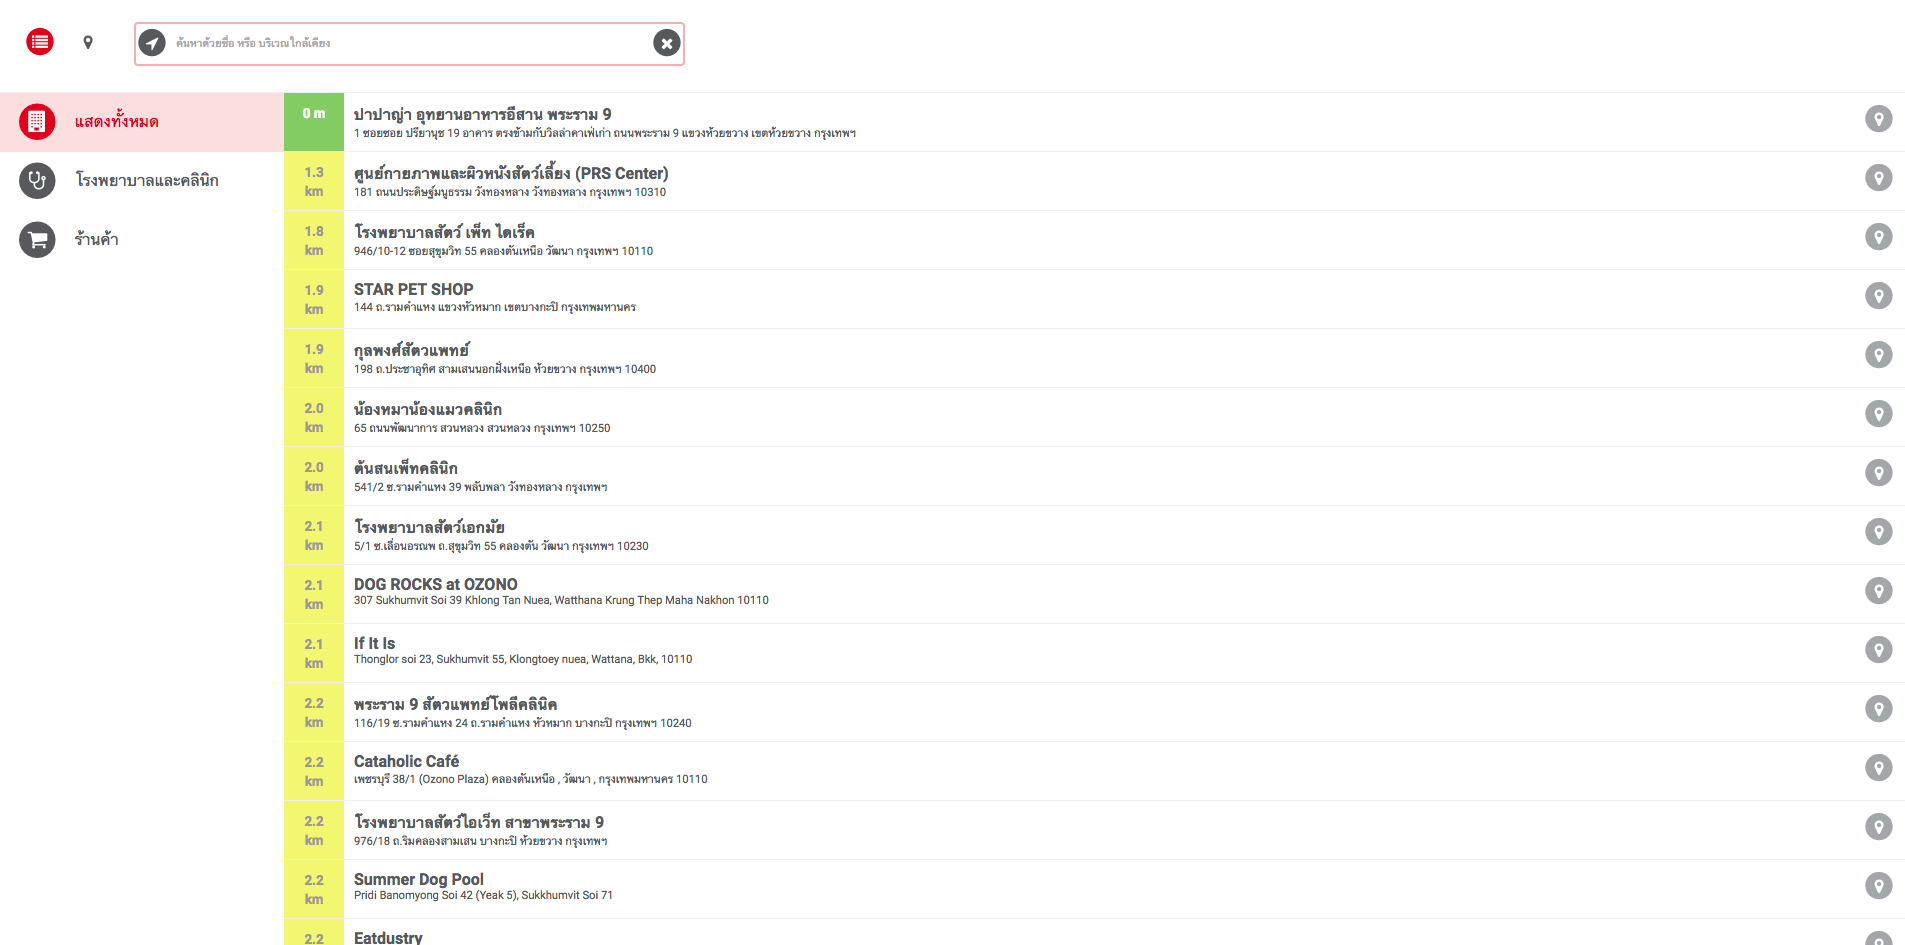 ค้นหาด้วยชื่อ หรือ บริเวณใกล้เคียง
แสดงทั้งหมด
โรงพยาบาลและคลินิก
ร้านค้า
0 m
ปาปาญ่า อุทยานอาหารอีสาน พระราม 9
1 ซอยซอย ปรียานุช 19 อาคาร ตรงข้ามกับวิลล่าคาเฟ่เก่า ถนนพระราม 9 แขวงห้วยขวาง เขตห้วยขวาง กรุงเทพฯ
1.3 km
ศูนย์กายภาพและผิวหนังสัตว์เลี้ยง (PRS Center)
181 ถนนประดิษฐ์มนูธรรม วังทองหลาง วังทองหลาง กรุงเทพฯ 10310
1.8 km
โรงพยาบาลสัตว์ เพ็ท ไดเร็ค
946/10-12 ซอยสุขุมวิท 55 คลองตันเหนือ วัฒนา กรุงเทพฯ 10110
1.9 km
STAR PET SHOP
144 ถ.รามคำแหง แขวงหัวหมาก เขตบางกะปิ กรุงเทพมหานคร
1.9 km
กุลพงศ์สัตวแพทย์
198 ถ.ประชาอุทิศ สามเสนนอกฝั่งเหนือ ห้วยขวาง กรุงเทพฯ 10400
2.0 km
น้องหมาน้องแมวคลินิก
65 ถนนพัฒนาการ สวนหลวง สวนหลวง กรุงเทพฯ 10250
2.0 km
ต้นสนเพ็ทคลินิก
541/2 ซ.รามคำแหง 39 พลับพลา วังทองหลาง กรุงเทพฯ
2.1 km
โรงพยาบาลสัตว์เอกมัย
5/1 ซ.เลื่อนอรณพ ถ.สุขุมวิท 55 คลองตัน วัฒนา กรุงเทพฯ 10230
2.1 km
DOG ROCKS at OZONO
307 Sukhumvit Soi 39 Khlong Tan Nuea, Watthana Krung Thep Maha Nakhon 10110
2.1 km
If It Is
Thonglor soi 23, Sukhumvit 55, Klongtoey nuea, Wattana, Bkk, 10110
2.2 km
พระราม 9 สัตวแพทย์โพลีคลินิค
116/19 ซ.รามคำแหง 24 ถ.รามคำแหง หัวหมาก บางกะปิ กรุงเทพฯ 10240
2.2 km
Cataholic Café
เพชรบุรี 38/1 (Ozono Plaza) คลองตันเหนือ , วัฒนา , กรุงเทพมหานคร 10110
2.2 km
โรงพยาบาลสัตว์ไอเว็ท สาขาพระราม 9
976/18 ถ.ริมคลองสามเสน บางกะปิ ห้วยขวาง กรุงเทพฯ
2.2 km
Summer Dog Pool
Pridi Banomyong Soi 42 (Yeak 5), Sukkhumvit Soi 71
2.2
Eatdustry